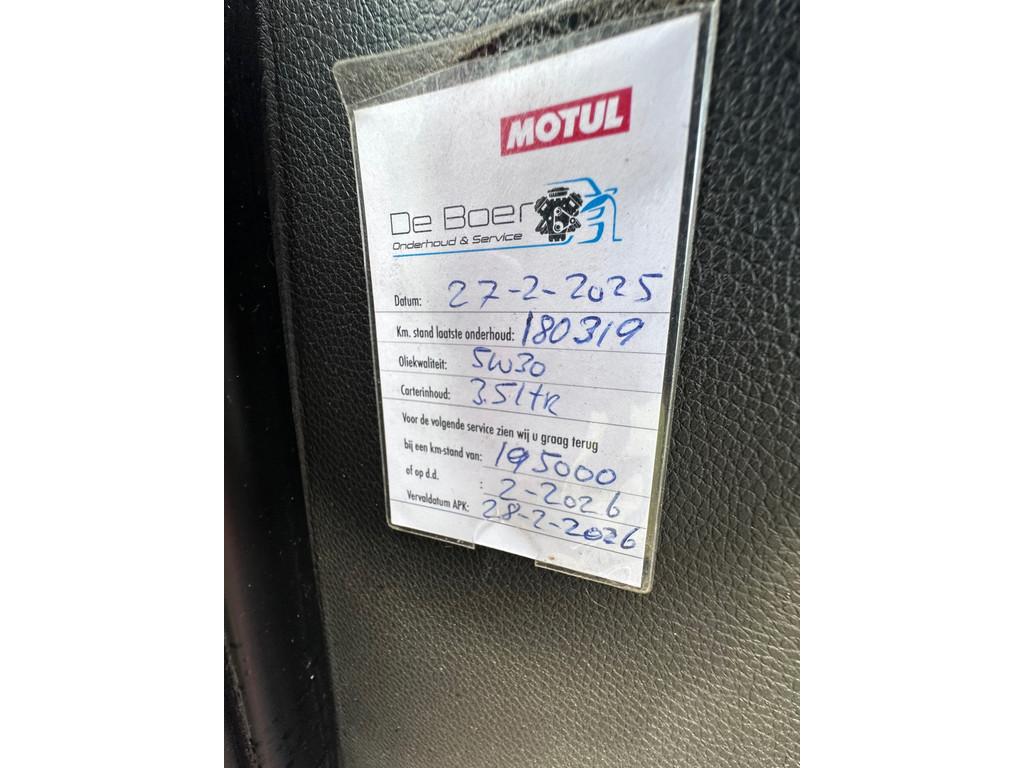 MOTUL
De Boer
Onderhoud & Service
Datum: 27-2-2025
Km. stand laatste onderhoud: 180319
Oliekwaliteit: 5W30
Carterinhoud: 3.5 ltr
Voor de volgende service zien wij u graag terug
bij een km-stand van: 195000
of op d.d. : 2-2026
Vervaldatum APK: 28-2-2026